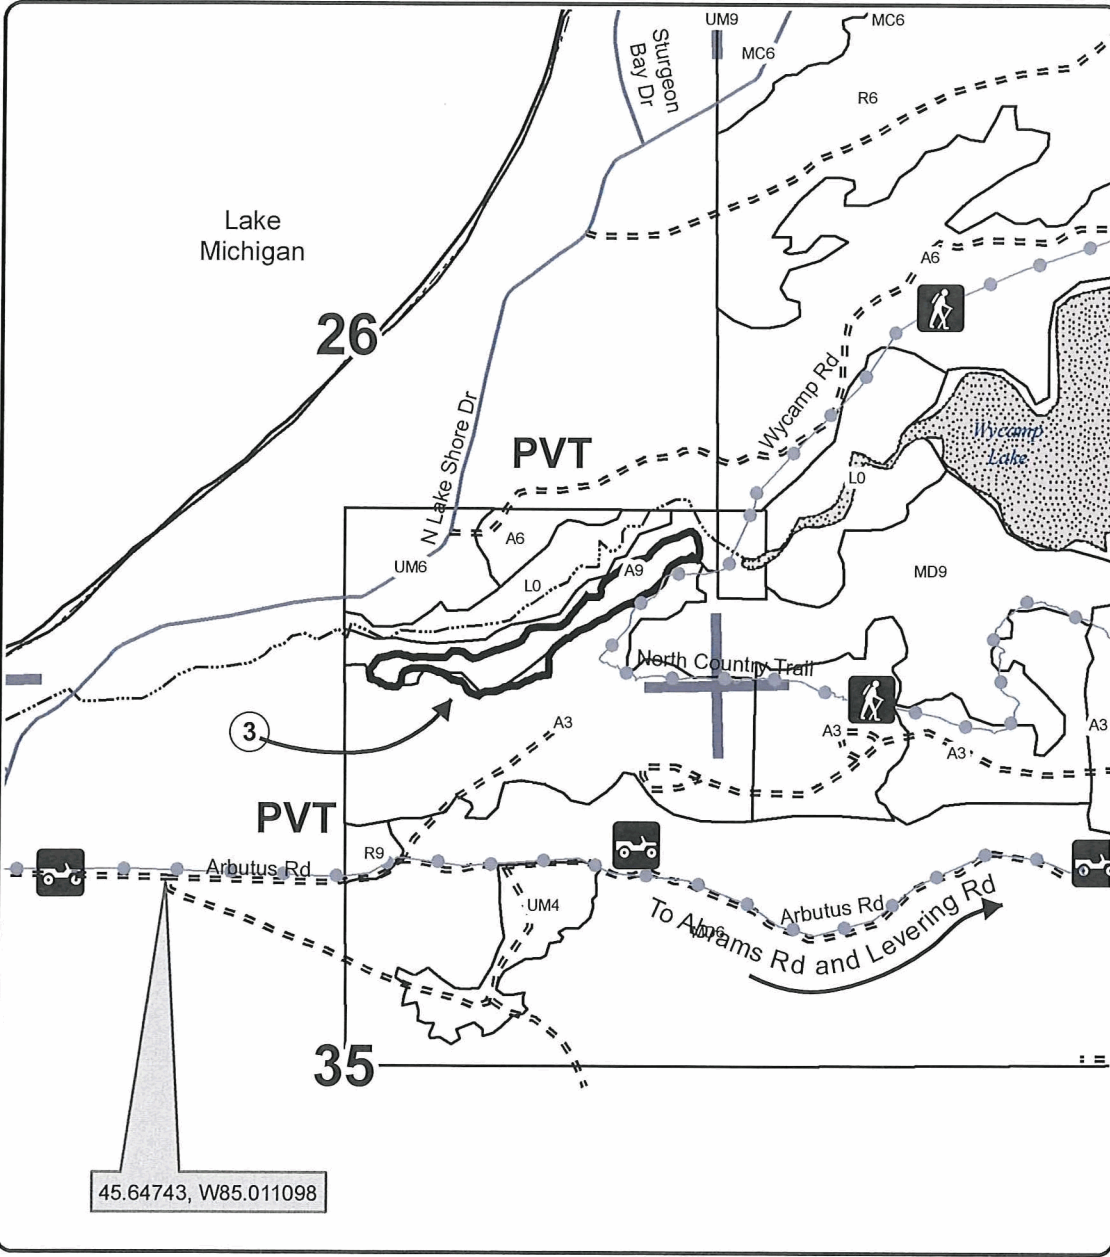 UM9
MC6
MC6
Sturgeon
Bay Dr
R6
Lake
Michigan
A6
26
Wycamp Rd
N Lake Shore Dr
PVT
Wycamp
Lake
L0
A6
UM6
L0
A9
MD9
North Country Trail
3
A3
A3
A3
A3
PVT
R9
Arbutus Rd
UM4
Arbutus Rd
To Abrams Rd and Levering Rd
35
45.64743, W85.011098